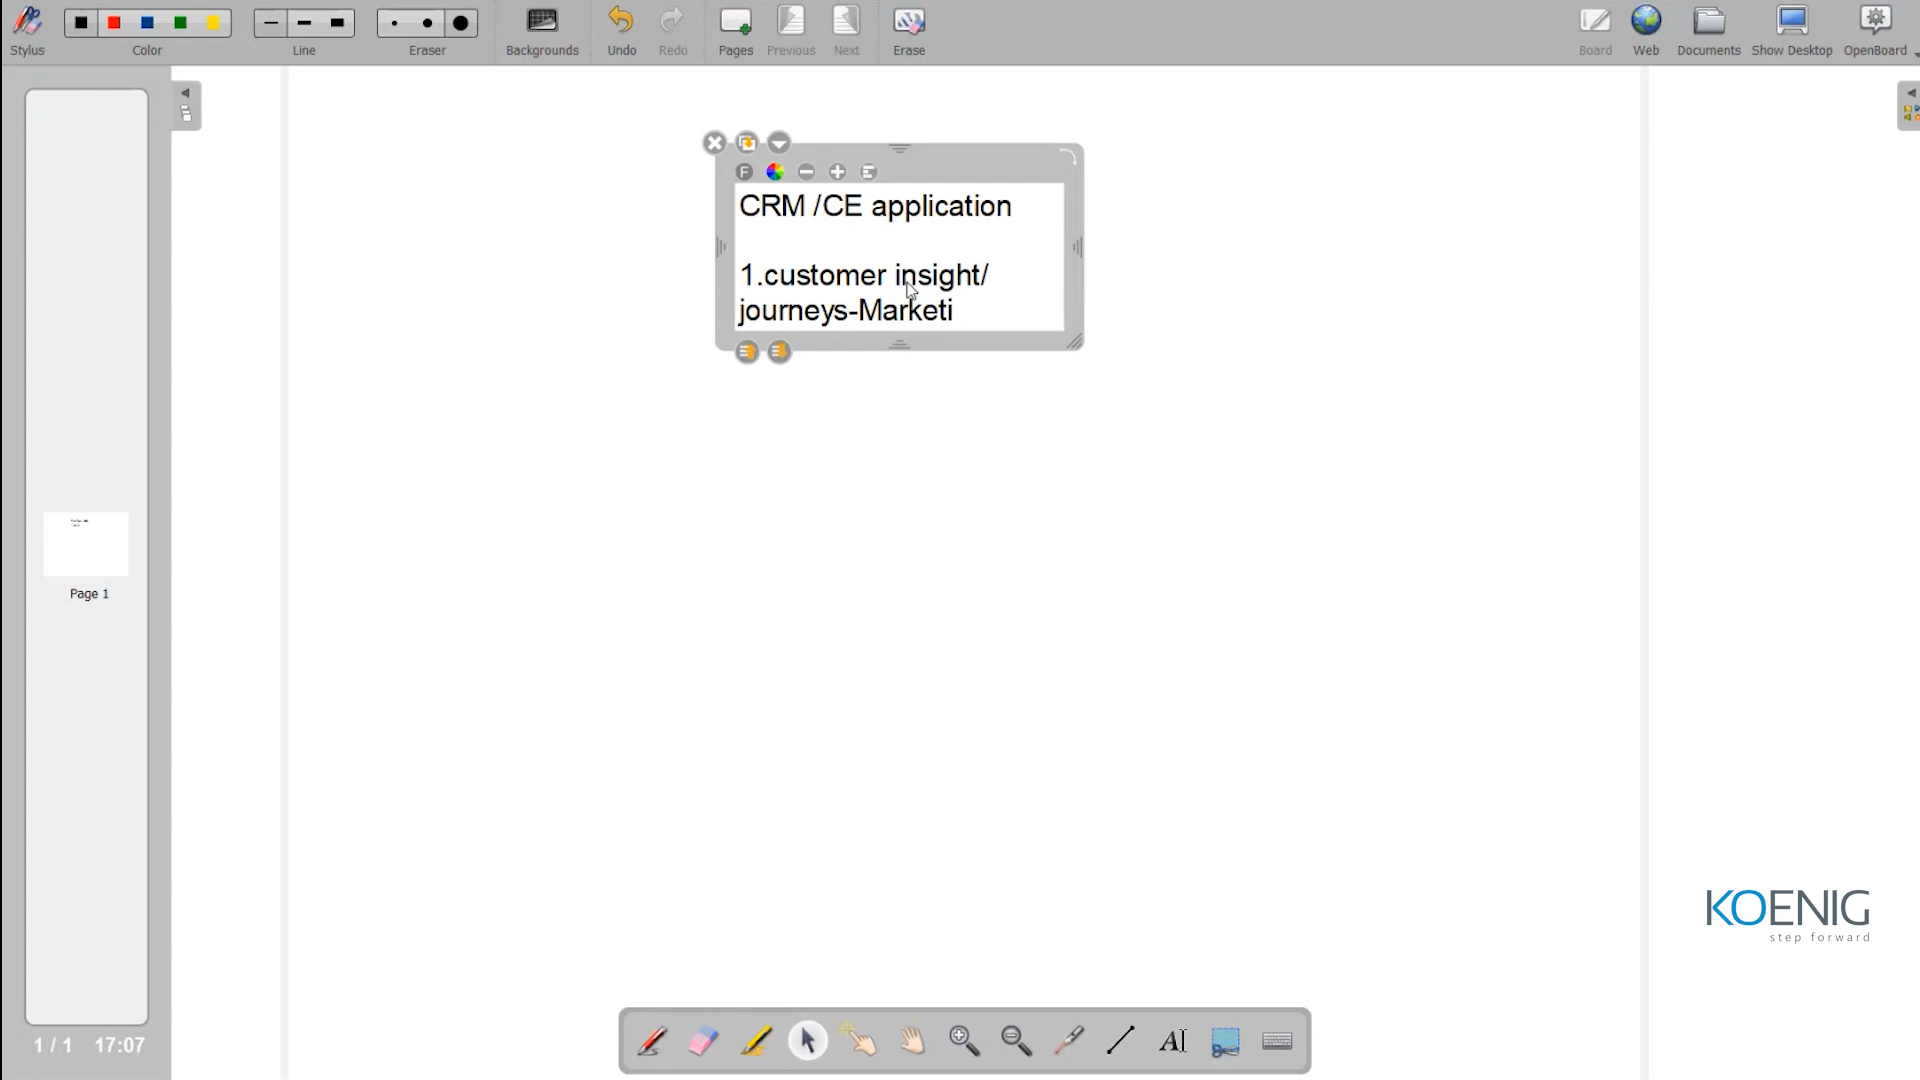 Stylus
Color
Line
Eraser
Backgrounds
Undo
Redo
Pages
Previous
Next
Erase
Board
Web
Documents
Show Desktop
OpenBoard
F
CRM /CE application
1.customer insight/
journeys-Marketi
Page 1
KOENIG
step forward
AI
1 / 1 17:07